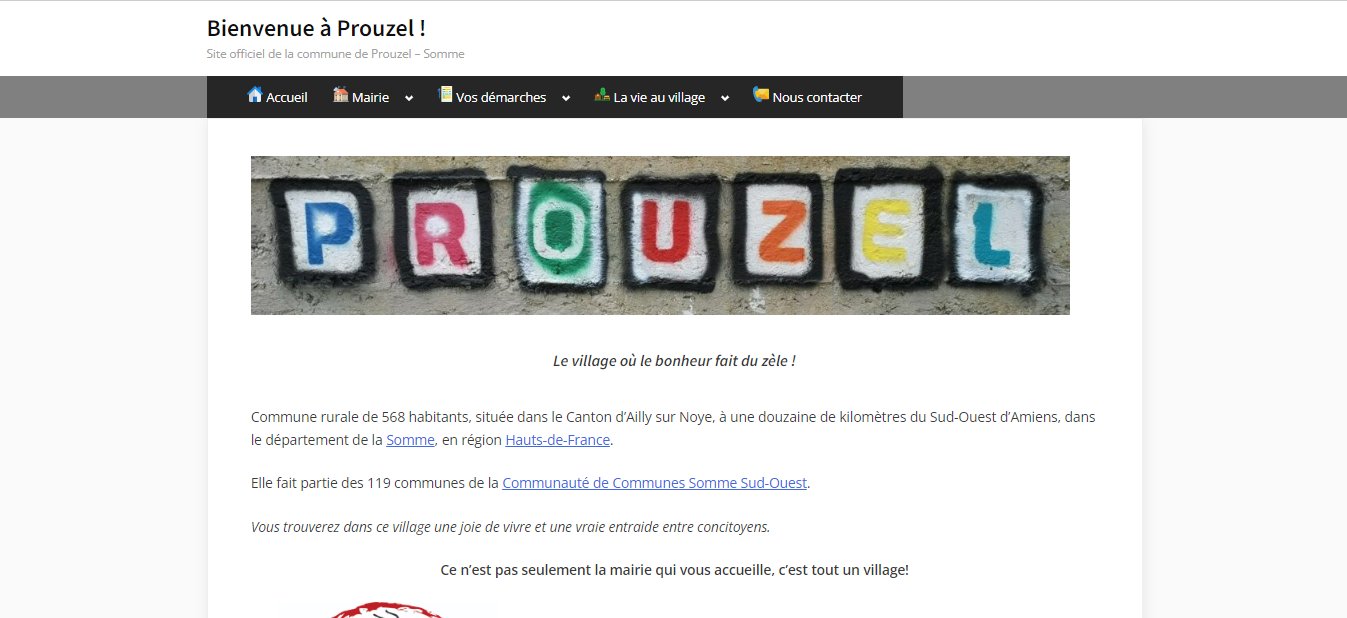 Bienvenue à Prouzel !
Site officiel de la commune de Prouzel – Somme
Accueil Mairie Vos démarches La vie au village Nous contacter
PROUZEL
Le village où le bonheur fait du zèle !
Commune rurale de 568 habitants, située dans le Canton d’Ailly sur Noye, à une douzaine de kilomètres du Sud-Ouest d’Amiens, dans
le département de la Somme, en région Hauts-de-France.
Elle fait partie des 119 communes de la Communauté de Communes Somme Sud-Ouest.
Vous trouverez dans ce village une joie de vivre et une vraie entraide entre concitoyens.
Ce n’est pas seulement la mairie qui vous accueille, c’est tout un village!